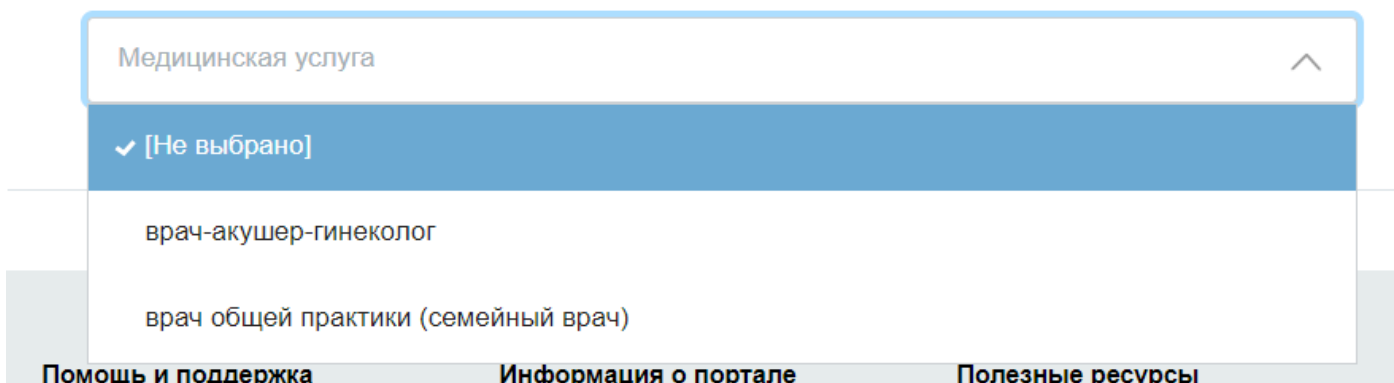 Медицинская услуга
[Не выбрано]
врач-акушер-гинеколог
врач общей практики (семейный врач)
Помощь и поддержка Информация о портале Полезные ресурсы